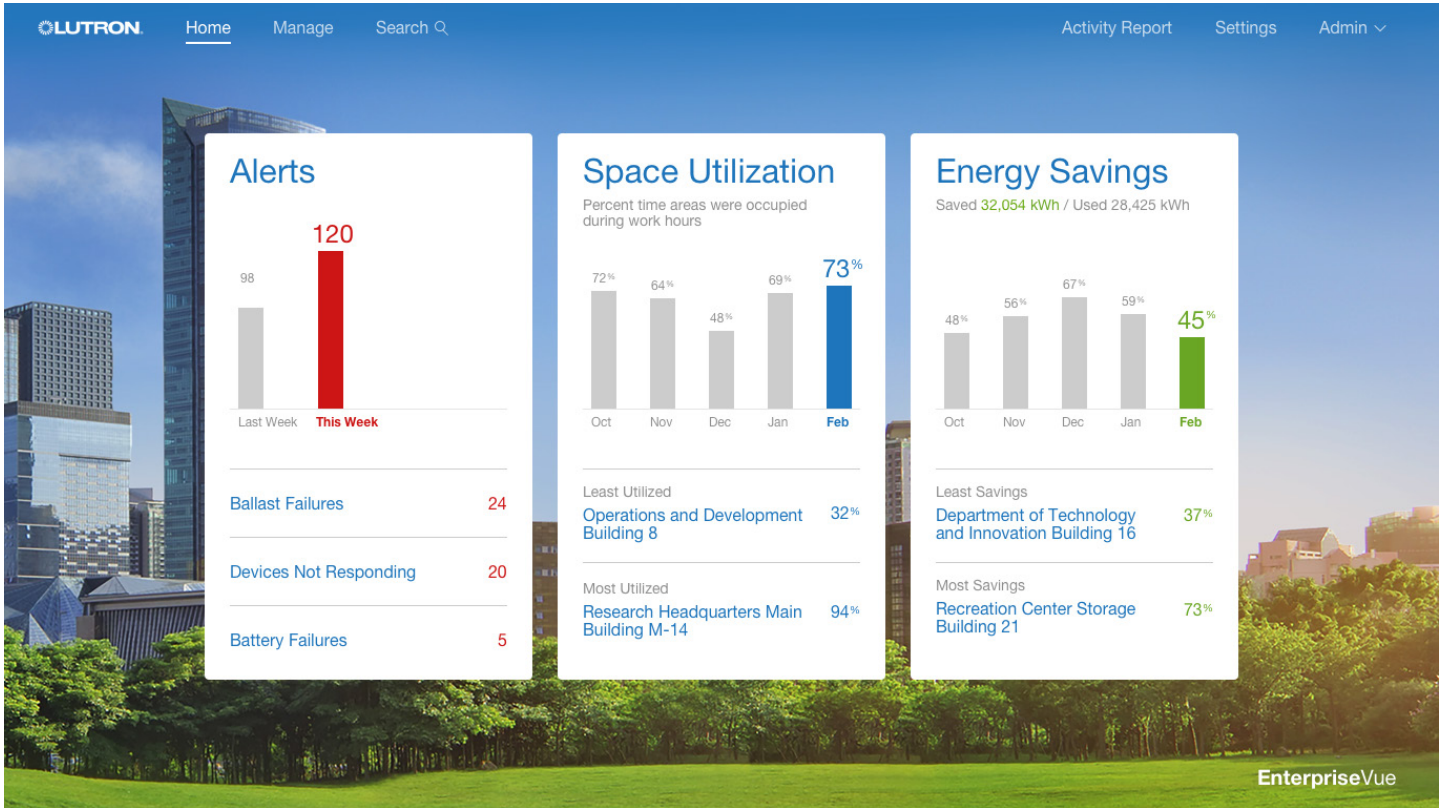 LUTRON.
Home
Manage
Search
Activity Report
Settings
Admin
Alerts
120
98
Last Week
This Week
Ballast Failures
24
Devices Not Responding
20
Battery Failures
5
Space Utilization
Percent time areas were occupied
during work hours
72%
64%
48%
69%
73%
Oct
Nov
Dec
Jan
Feb
Least Utilized
Operations and Development
Building 8
32%
Most Utilized
Research Headquarters Main
Building M-14
94%
Energy Savings
Saved 32,054 kWh / Used 28,425 kWh
48%
56%
67%
59%
45%
Oct
Nov
Dec
Jan
Feb
Least Savings
Department of Technology
and Innovation Building 16
37%
Most Savings
Recreation Center Storage
Building 21
73%
EnterpriseVue